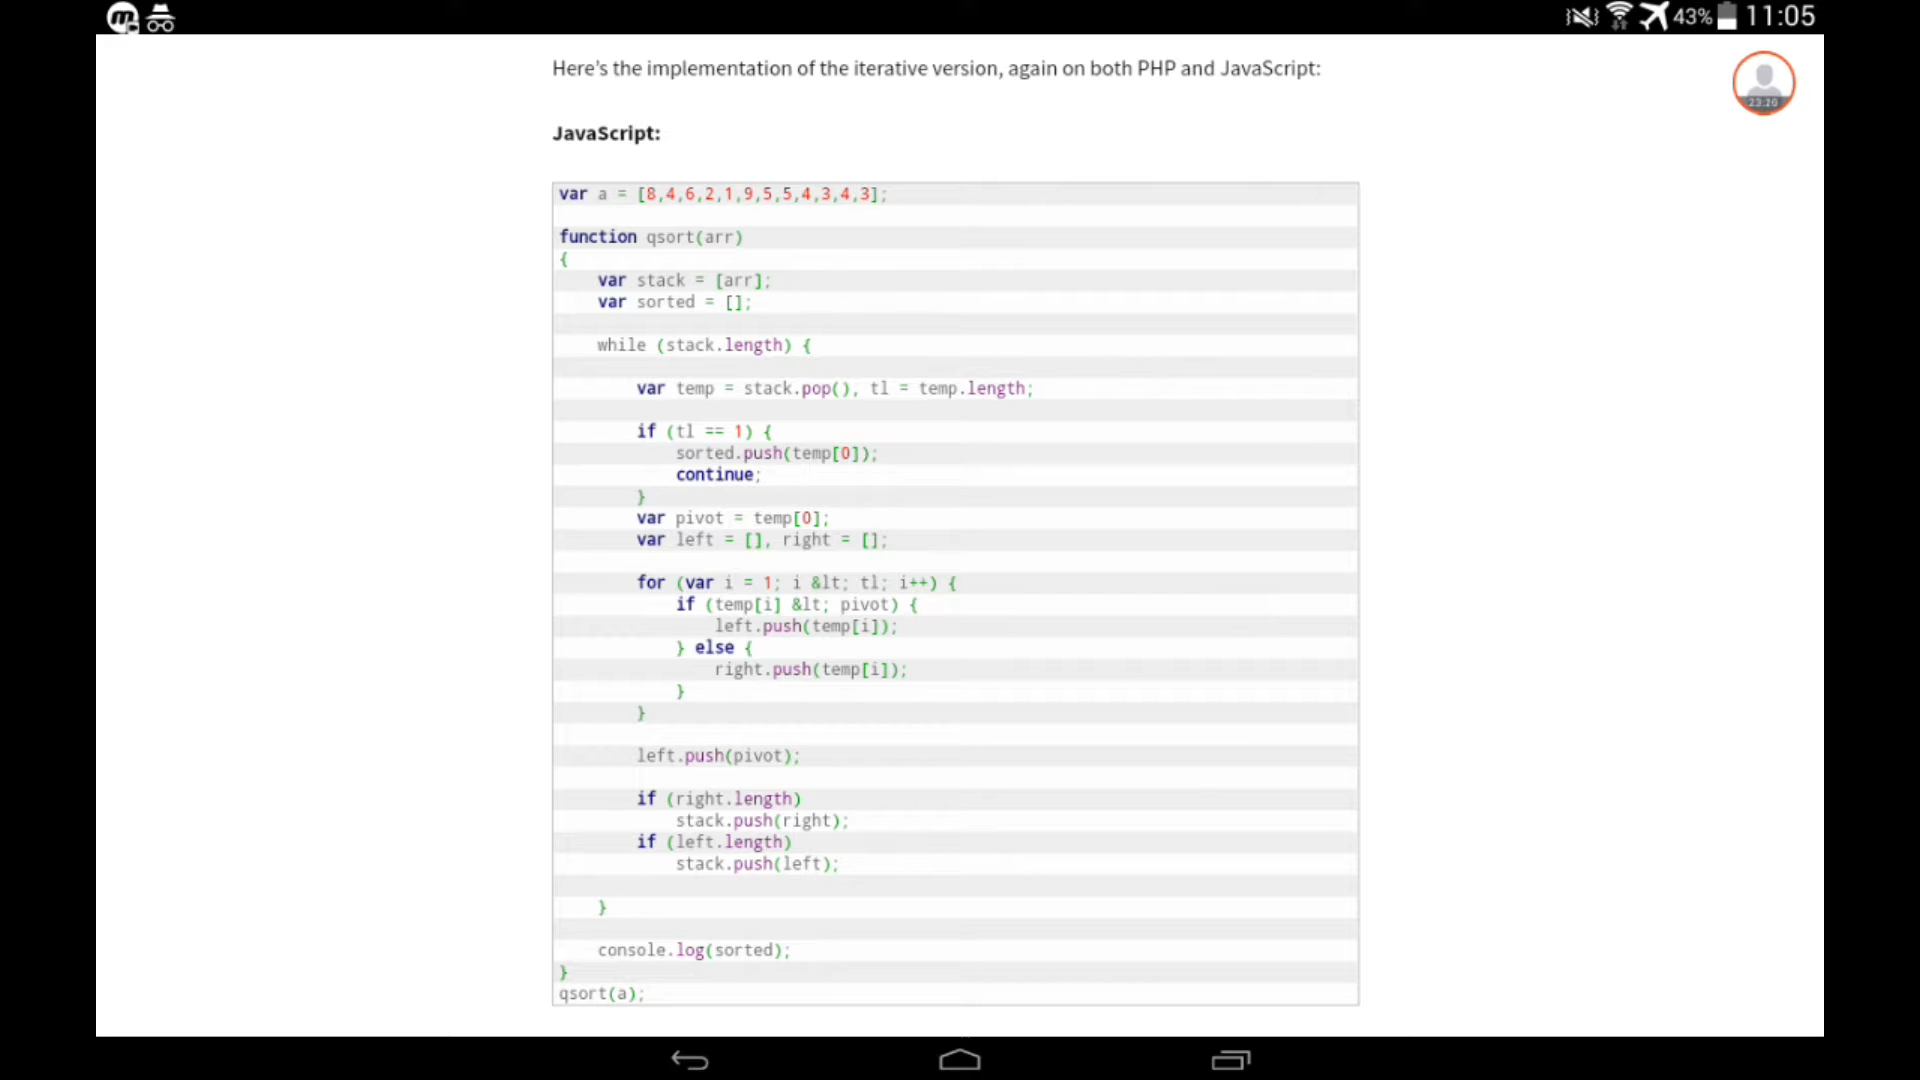 43% 11:05
Here's the implementation of the iterative version, again on both PHP and JavaScript:
23:20
JavaScript:
var a = [8,4,6,2,1,9,5,5,4,3,4,3];
function qsort(arr)
{
    var stack = [arr];
    var sorted = [];
    while (stack.length) {
        var temp = stack.pop(), tl = temp.length;
        if (tl == 1) {
            sorted.push(temp[0]);
            continue;
        }
        var pivot = temp[0];
        var left = [], right = [];
        for (var i = 1; i &lt; tl; i++) {
            if (temp[i] &lt; pivot) {
                left.push(temp[i]);
            } else {
                right.push(temp[i]);
            }
        }
        left.push(pivot);
        if (right.length)
            stack.push(right);
        if (left.length)
            stack.push(left);
    }
    console.log(sorted);
}
qsort(a);